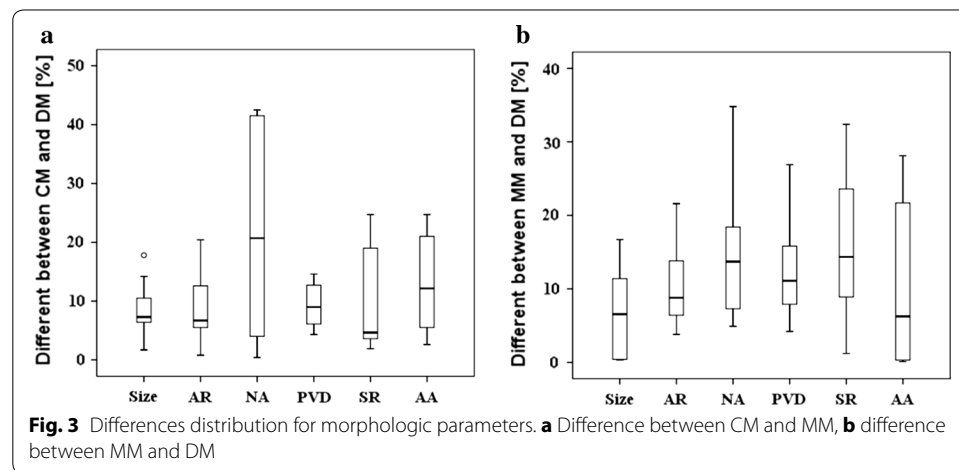 a
b
Different between CM and DM [%]
50
40
30
20
10
0
Size AR NA PVD SR AA
Different between MM and DM [%]
40
30
20
10
0
Size AR NA PVD SR AA
Fig. 3 Differences distribution for morphologic parameters. a Difference between CM and MM, b difference
between MM and DM